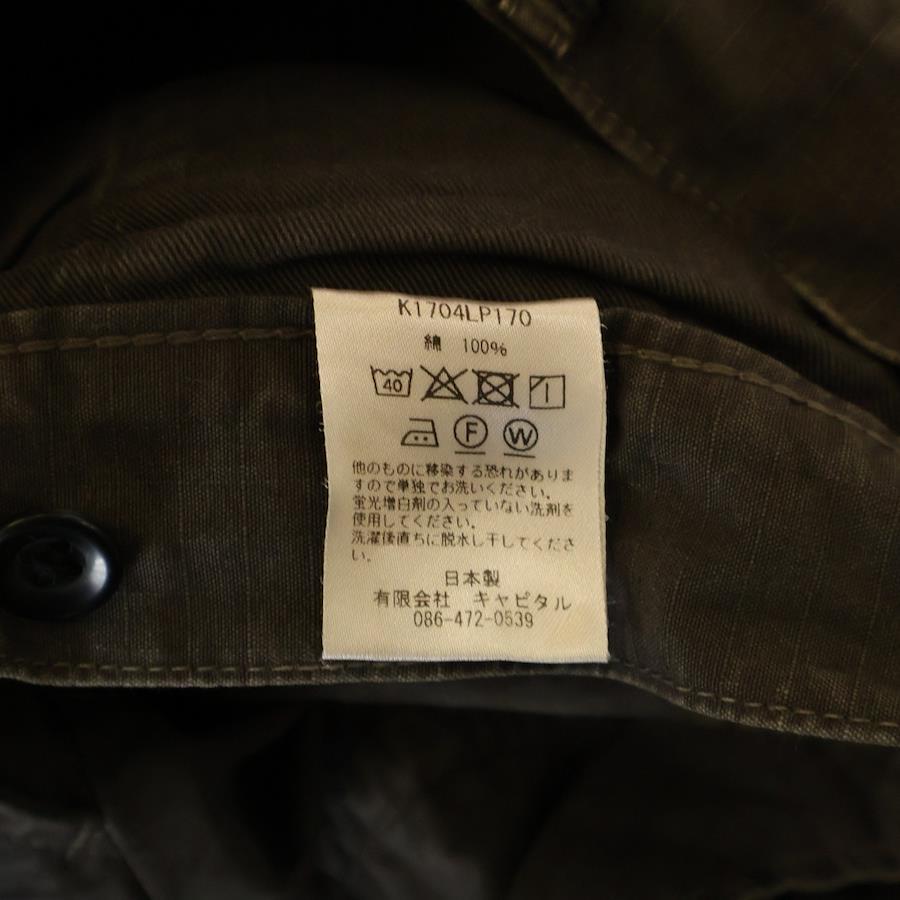 K1704LP170
綿 100%
40
F W
他のものに移染する恐れがありま
すので単独でお洗いください。
蛍光増白剤の入っていない洗剤を
使用してください。
洗濯後直ちに脱水し干してくださ
い。
日本製
有限会社 キャピタル
086-472-0539